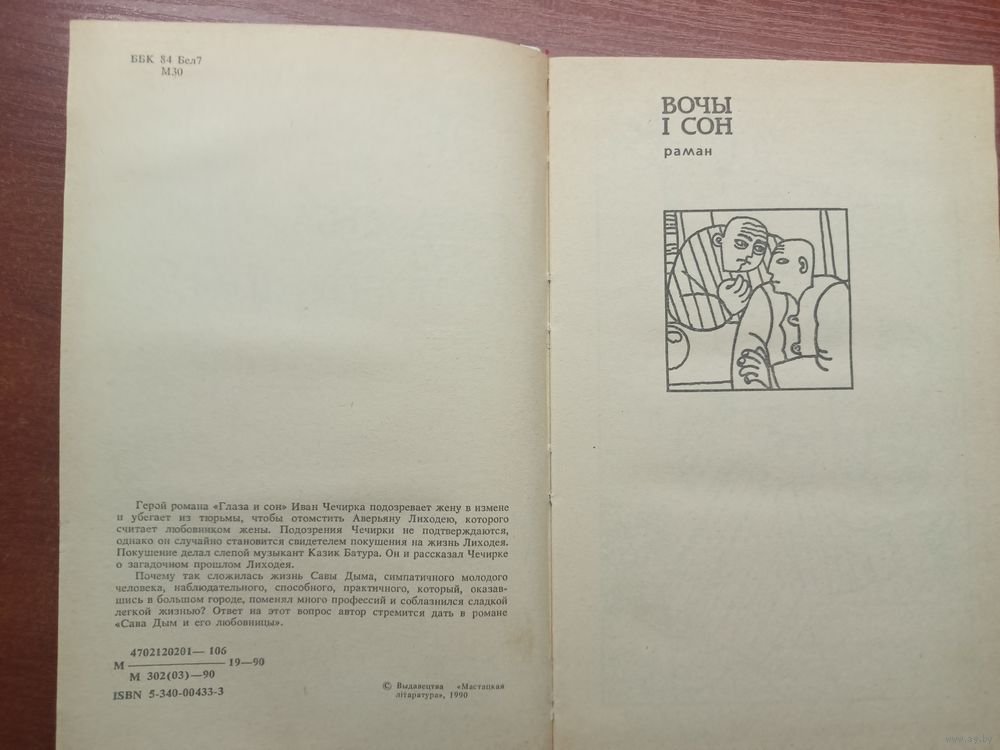 ББК 84 Бел7
М30
Герой романа «Глаза и сон» Иван Чечирка подозревает жену в измене
и убегает из тюрьмы, чтобы отомстить Аверьяну Лиходею, которого
считает любовником жены. Подозрения Чечирки не подтверждаются,
однако он случайно становится свидетелем покушения на жизнь Лиходея.
Покушение делал слепой музыкант Казик Батура. Он и рассказал Чечирке
о загадочном прошлом Лиходея.
Почему так сложилась жизнь Савы Дыма, симпатичного молодого
человека, наблюдательного, способного, практичного, который, оказав-
шись в большом городе, поменял много профессий и соблазнился сладкой
легкой жизнью? Ответ на этот вопрос автор стремится дать в романе
«Сава Дым и его любовницы».
4702120201— 106
М ———————— 19—90
М 302(03)—90
ISBN 5-340-00433-3
© Выдавецтва «Мастацкая
літаратура», 1990
ВОЧЫ
І СОН
раман
www.ay.by